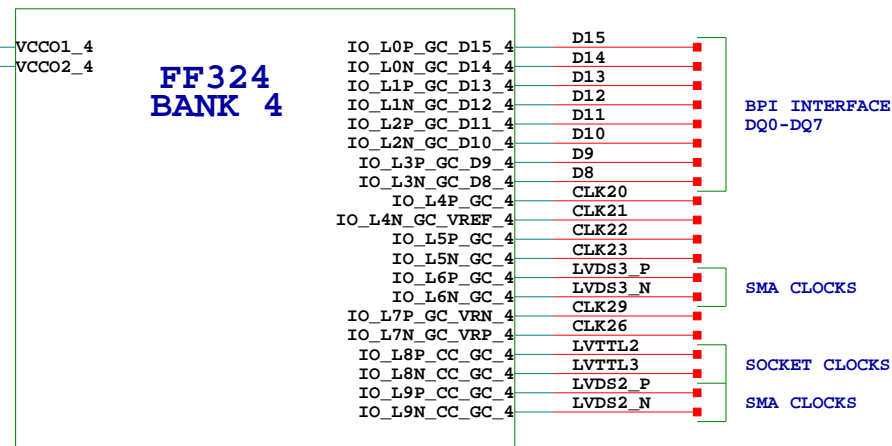 VCCO1_4
VCCO2_4
FF324
BANK 4
IO_L0P_GC_D15_4 D15
IO_L0N_GC_D14_4 D14
IO_L1P_GC_D13_4 D13
IO_L1N_GC_D12_4 D12
IO_L2P_GC_D11_4 D11
IO_L2N_GC_D10_4 D10
IO_L3P_GC_D9_4 D9
IO_L3N_GC_D8_4 D8
IO_L4P_GC_4 CLK20
IO_L4N_GC_VREF_4 CLK21
IO_L5P_GC_4 CLK22
IO_L5N_GC_4 CLK23
IO_L6P_GC_4 LVDS3_P
IO_L6N_GC_4 LVDS3_N
IO_L7P_GC_VRN_4 CLK29
IO_L7N_GC_VRP_4 CLK26
IO_L8P_CC_GC_4 LVTTL2
IO_L8N_CC_GC_4 LVTTL3
IO_L9P_CC_GC_4 LVDS2_P
IO_L9N_CC_GC_4 LVDS2_N
BPI INTERFACE
DQ0-DQ7
SMA CLOCKS
SOCKET CLOCKS
SMA CLOCKS